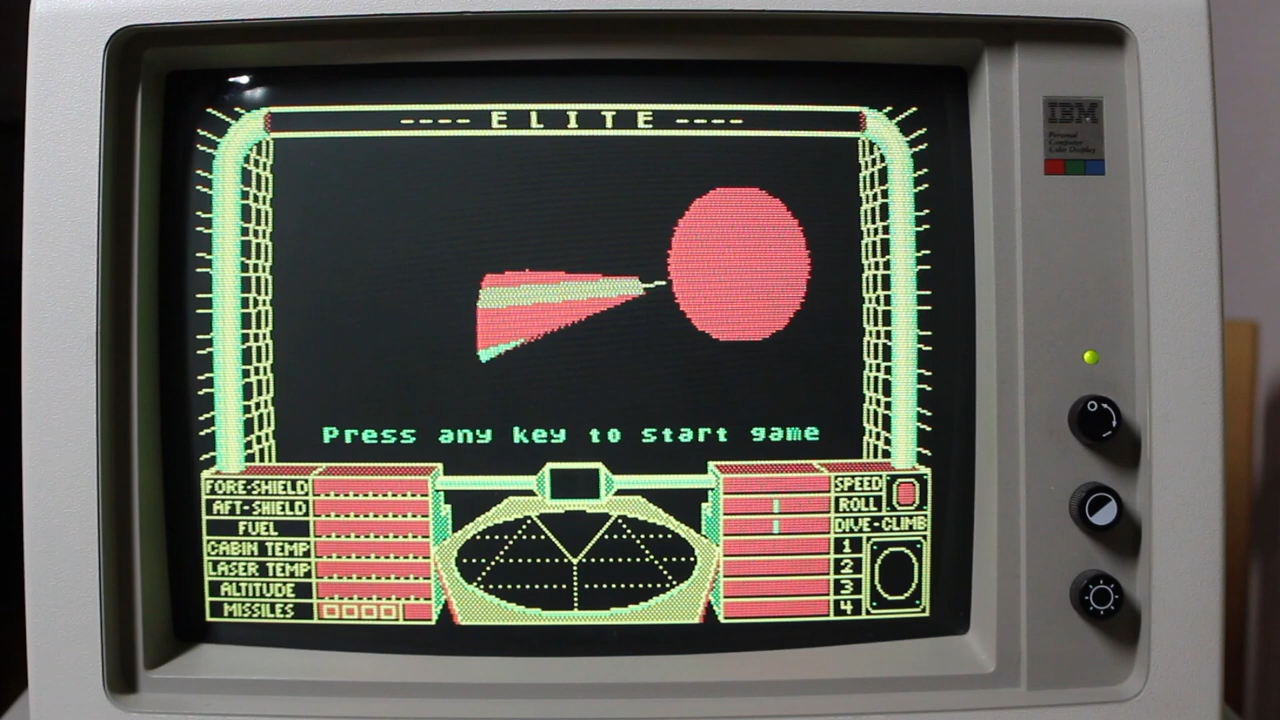 ---- ELITE ----
IBM
Personal
Computer
Color Display
Press any key to start game
FORE-SHIELD
AFT-SHIELD
FUEL
CABIN TEMP
LASER TEMP
ALTITUDE
MISSILES
SPEED
ROLL
DIVE-CLIMB
1
2
3
4